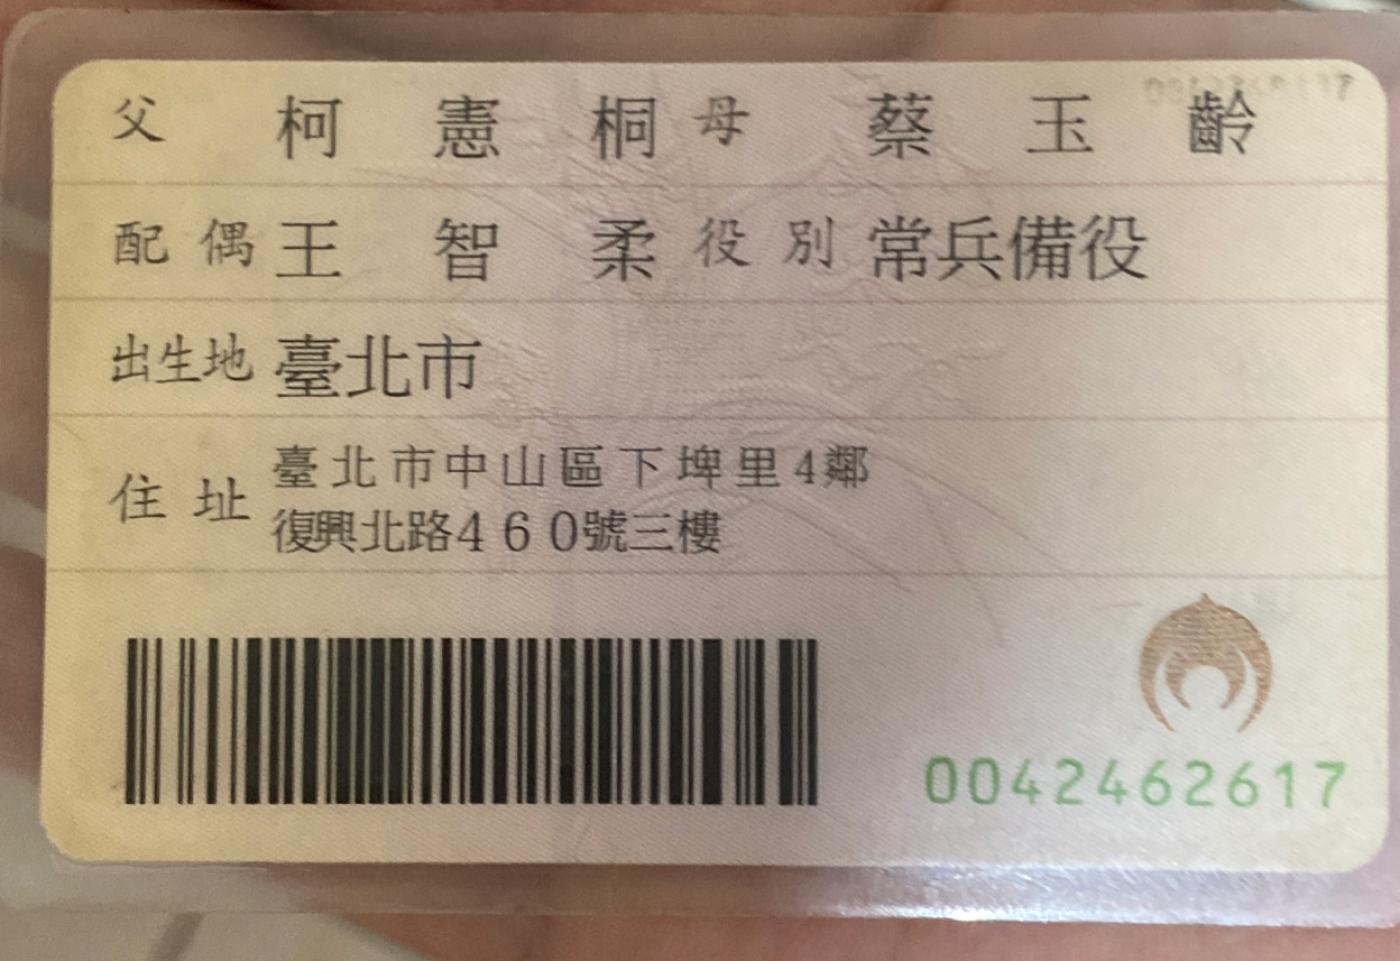 父 柯憲桐 母 蔡玉齡
配偶 王智柔 役別 常兵備役
出生地 臺北市
住址 臺北市中山區下埤里4鄰
復興北路460號三樓
0042462617